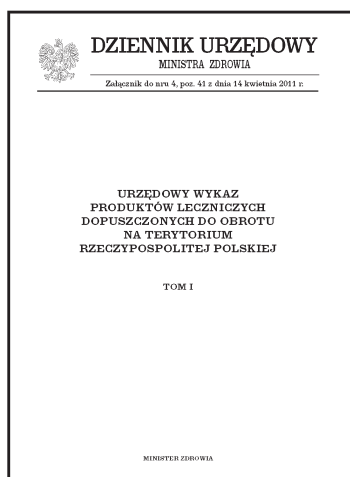 DZIENNIK URZĘDOWY
MINISTRA ZDROWIA
Załącznik do nru 4, poz. 41 z dnia 14 kwietnia 2011 r.
URZĘDOWY WYKAZ
PRODUKTÓW LECZNICZYCH
DOPUSZCZONYCH DO OBROTU
NA TERYTORIUM
RZECZYPOSPOLITEJ POLSKIEJ
TOM I
MINISTER ZDROWIA